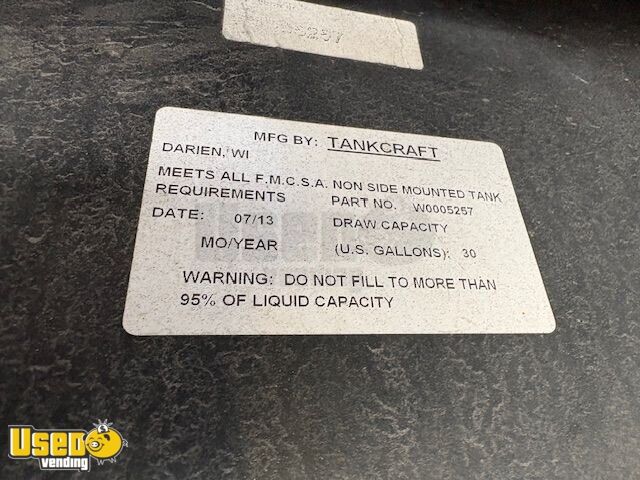 5257
MFG BY: TANKCRAFT
DARIEN, WI
MEETS ALL F.M.C.S.A. NON SIDE MOUNTED TANK
REQUIREMENTS PART NO. W0005257
DATE: 07/13 DRAW CAPACITY
MO/YEAR (U.S. GALLONS): 30
WARNING: DO NOT FILL TO MORE THAN
95% OF LIQUID CAPACITY
Used
vending